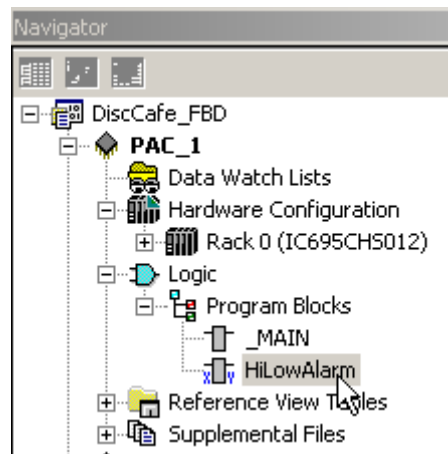 Navigator
DiscCafe_FBD
PAC_1
Data Watch Lists
Hardware Configuration
Rack 0 (IC695CHS012)
Logic
Program Blocks
_MAIN
x y HiLowAlarm
Reference View Tables
Supplemental Files